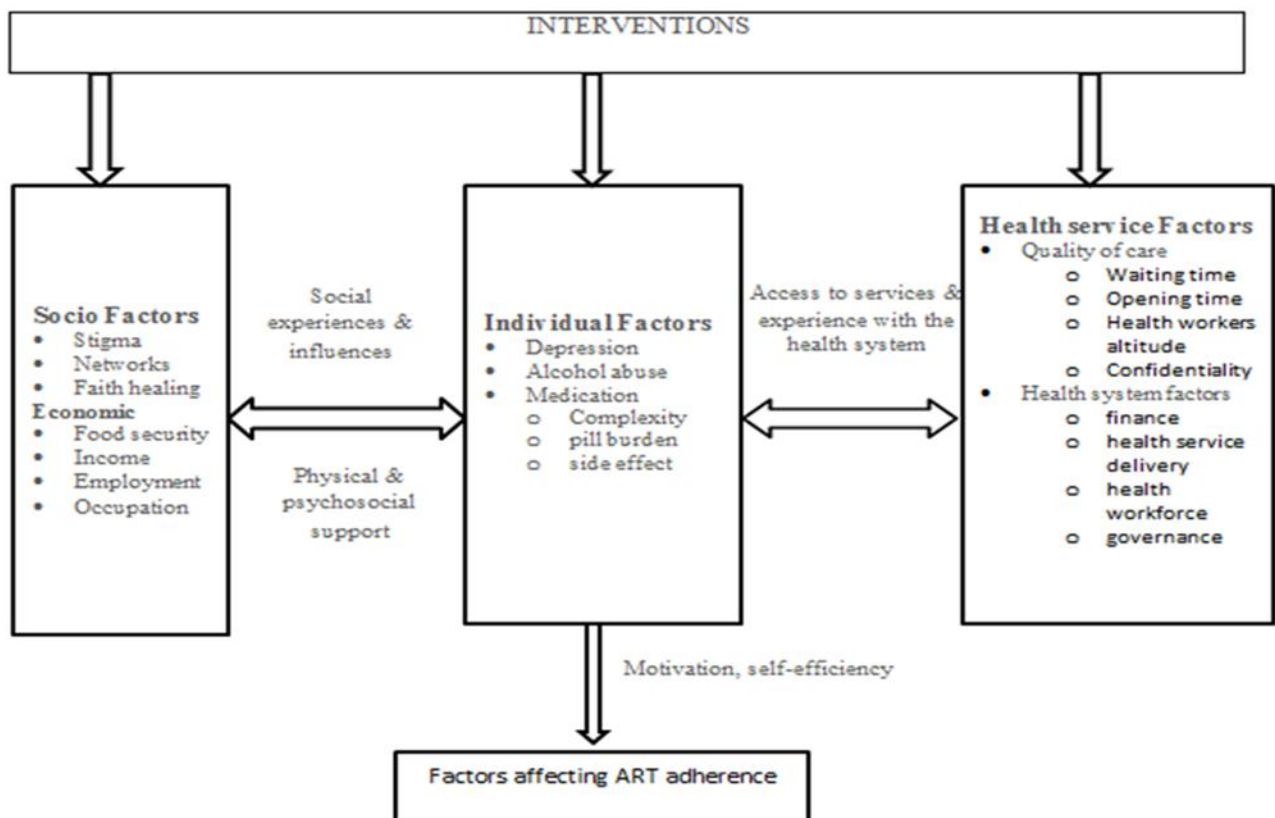 INTERVENTIONS
Socio Factors
• Stigma
• Networks
• Faith healing
Economic
• Food security
• Income
• Employment
• Occupation
Social
experiences &
influences
Physical &
psychosocial
support
Individual Factors
• Depression
• Alcohol abuse
• Medication
o Complexity
o pill burden
o side effect
Access to services &
experience with the
health system
Health service Factors
• Quality of care
o Waiting time
o Opening time
o Health workers
altitude
o Confidentiality
• Health system factors
o finance
o health service
delivery
o health
workforce
o governance
Motivation, self-efficiency
Factors affecting ART adherence